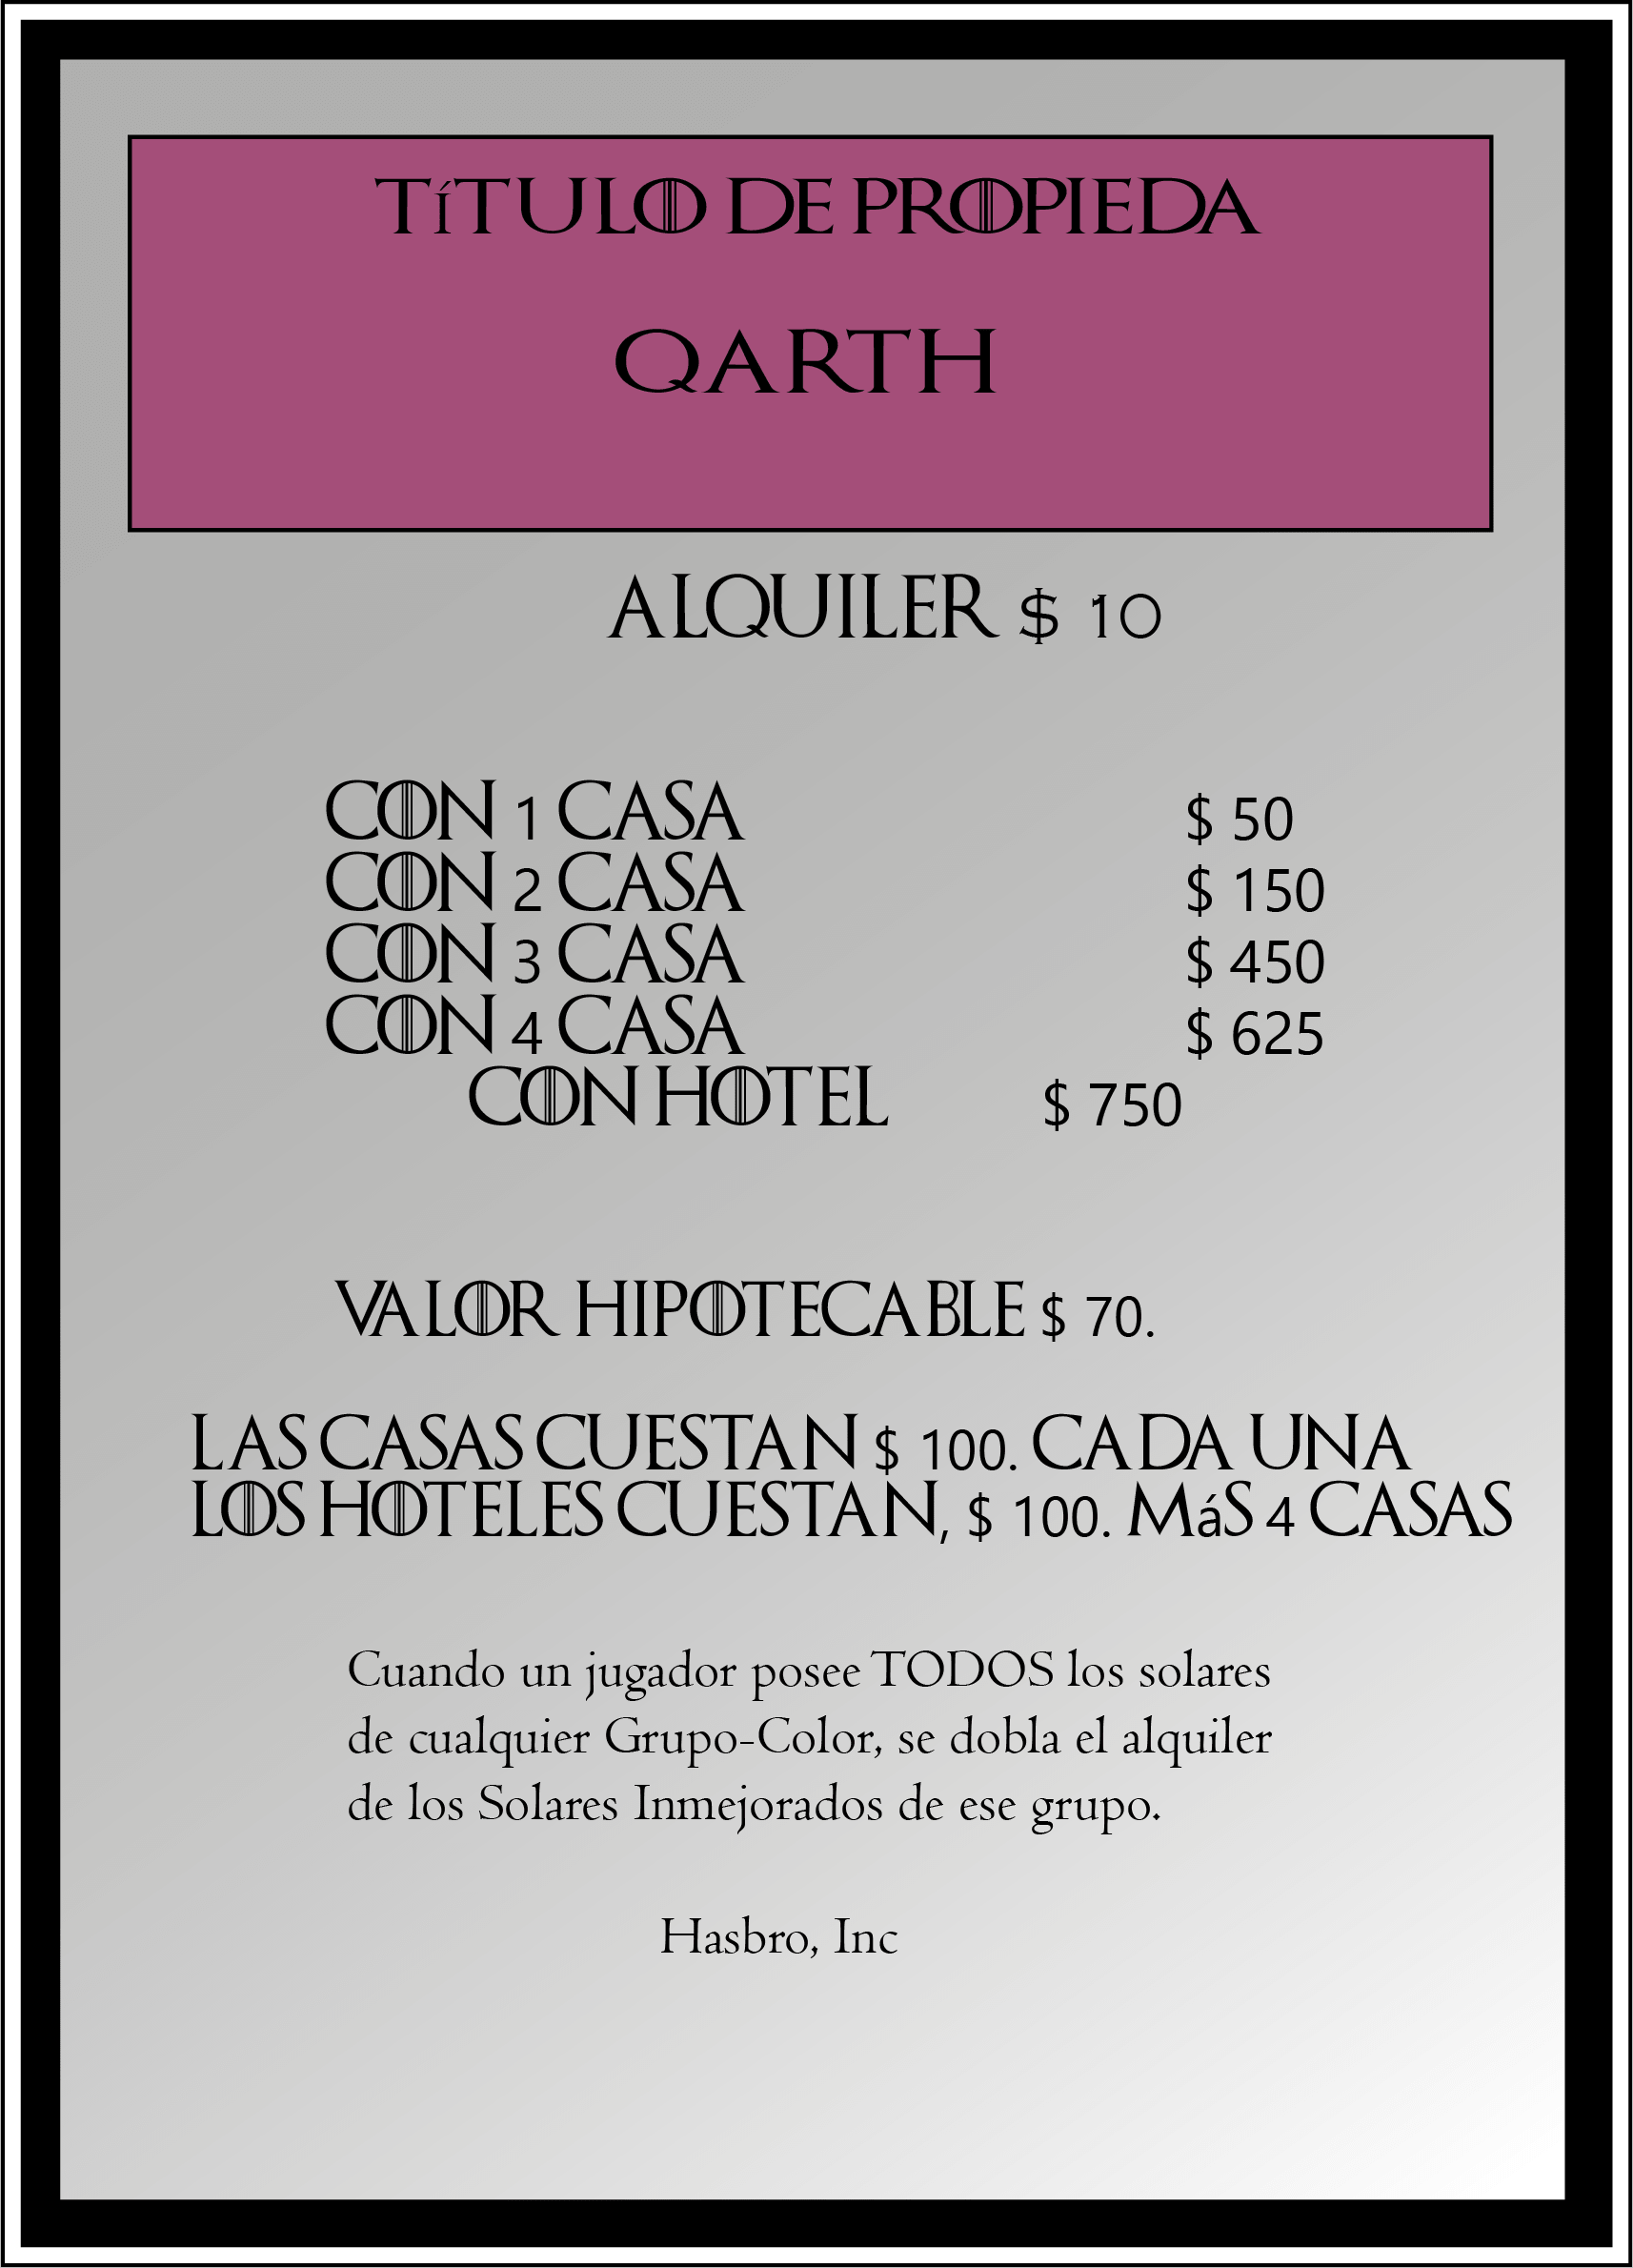 TíTULO DE PROPIEDA
QARTH
ALQUILER $ 10
CON 1 CASA $ 50
CON 2 CASA $ 150
CON 3 CASA $ 450
CON 4 CASA $ 625
CON HOTEL $ 750
VALOR HIPOTECABLE $ 70.
LAS CASAS CUESTAN $ 100. CADA UNA
LOS HOTELES CUESTAN, $ 100. MáS 4 CASAS
Cuando un jugador posee TODOS los solares
de cualquier Grupo-Color, se dobla el alquiler
de los Solares Inmejorados de ese grupo.
Hasbro, Inc